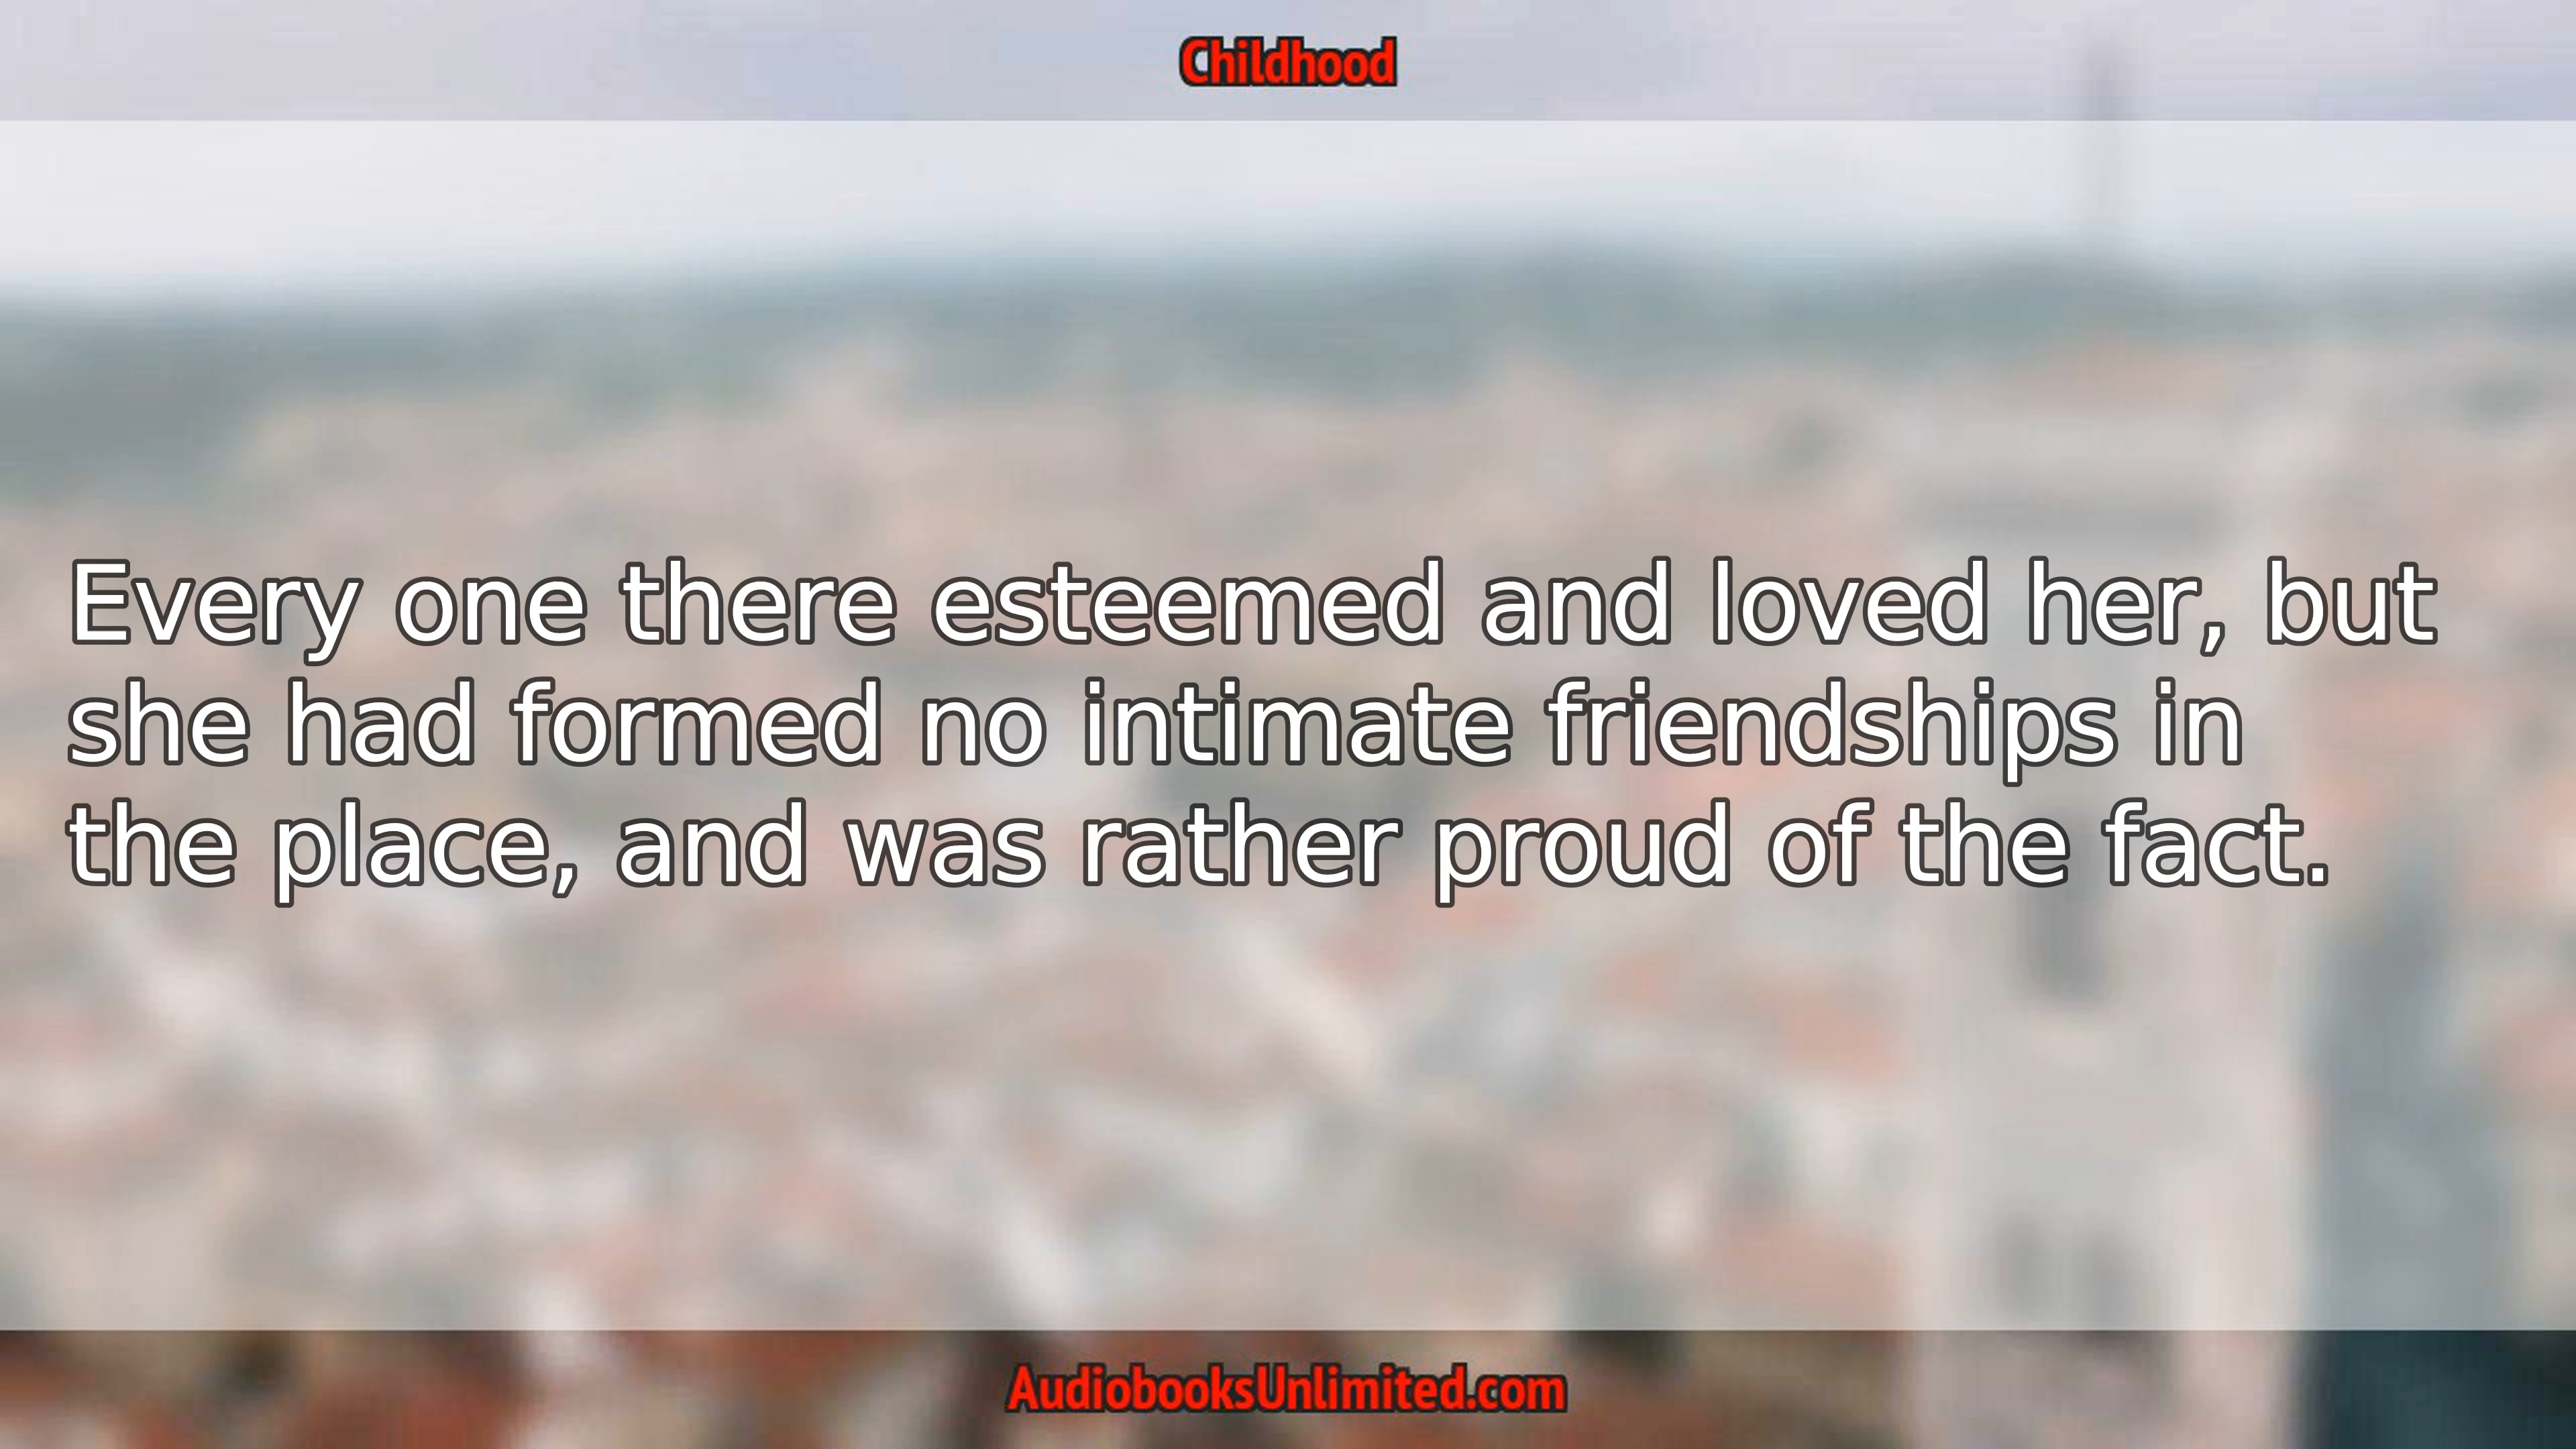 Childhood
Every one there esteemed and loved her, but
she had formed no intimate friendships in
the place, and was rather proud of the fact.
AudiobooksUnlimited.com